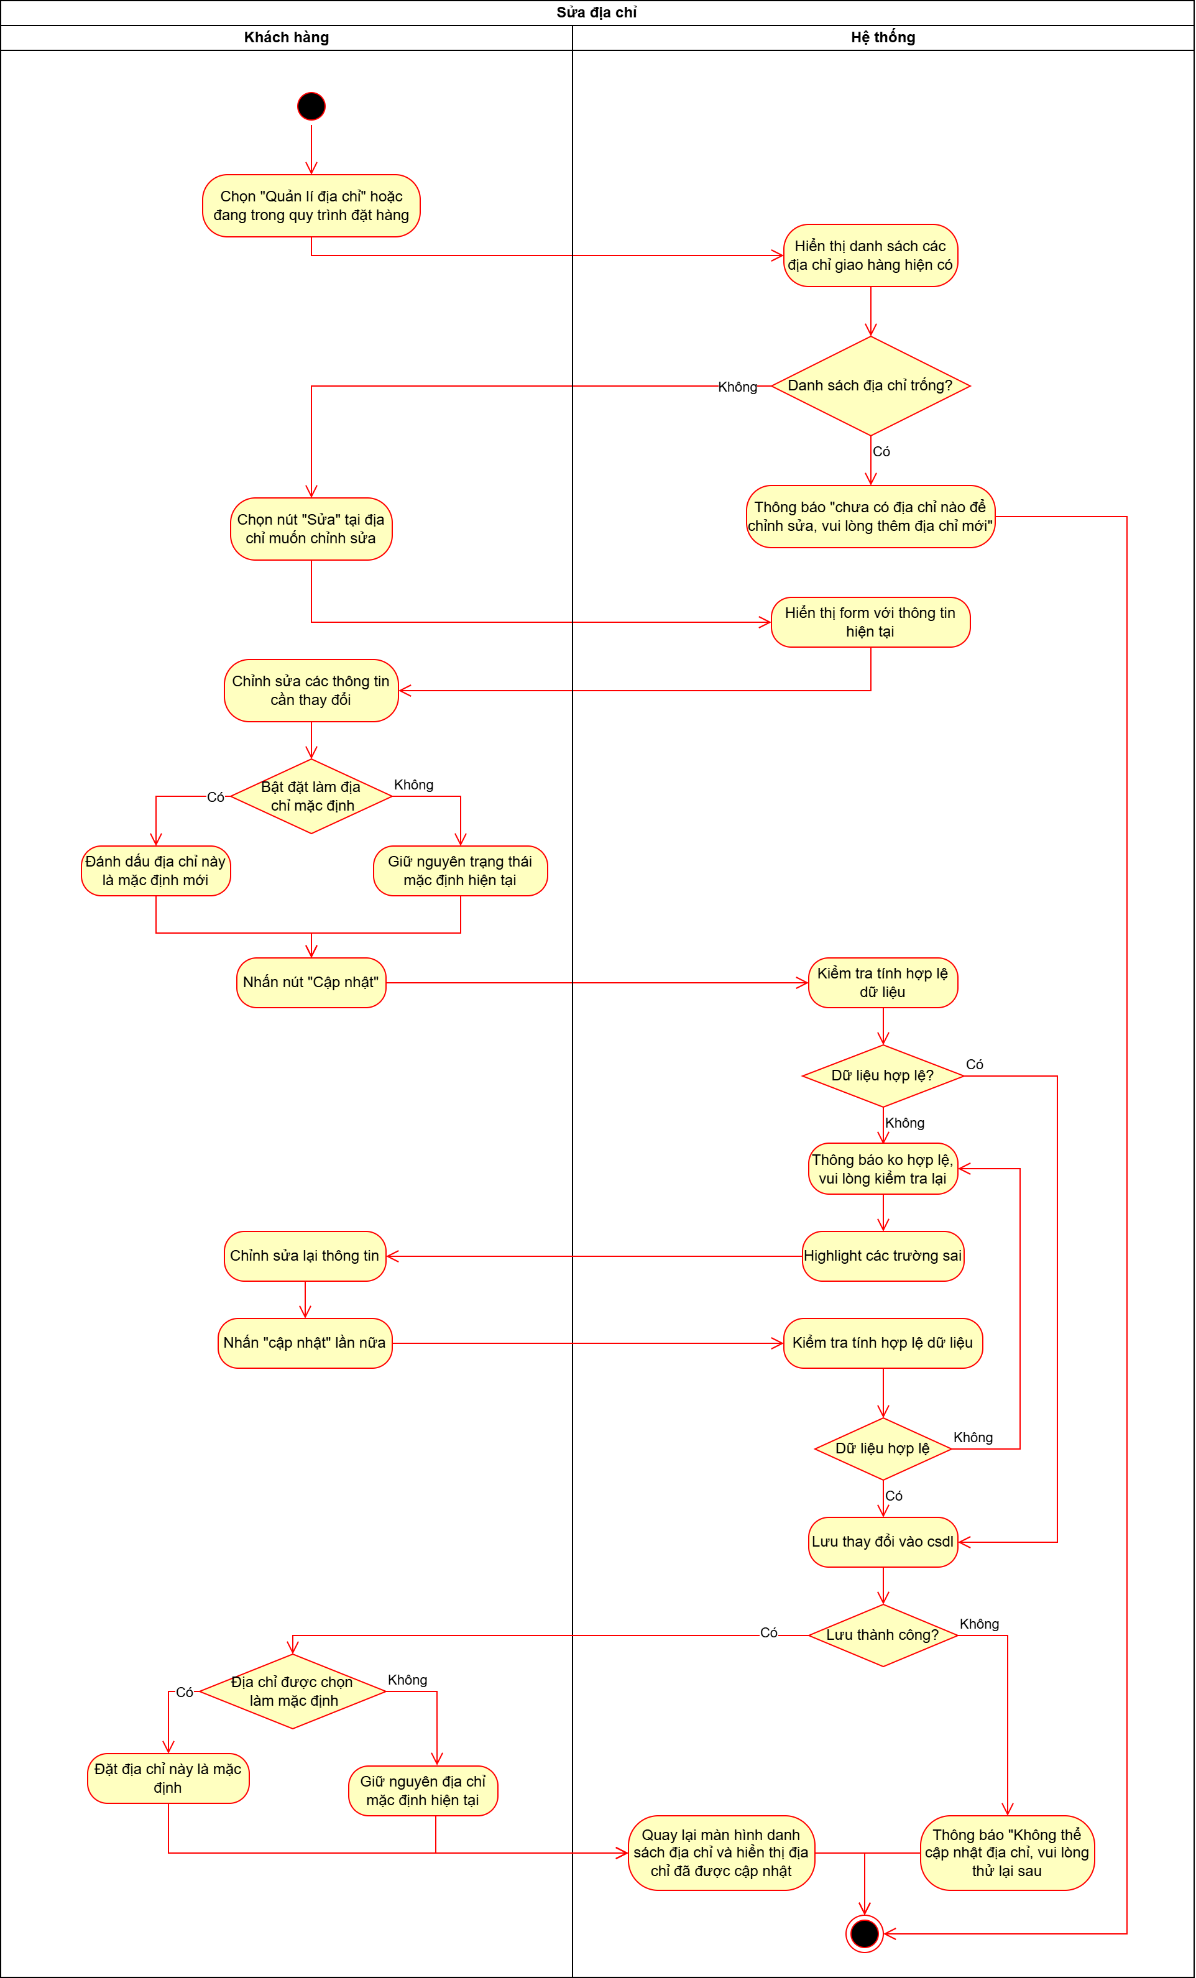 Sửa địa chỉ
Khách hàng
Hệ thống
Chọn "Quản lí địa chỉ" hoặc
đang trong quy trình đặt hàng
Hiển thị danh sách các
địa chỉ giao hàng hiện có
Danh sách địa chỉ trống?
Không
Có
Thông báo "chưa có địa chỉ nào để
chỉnh sửa, vui lòng thêm địa chỉ mới"
Chọn nút "Sửa" tại địa
chỉ muốn chỉnh sửa
Hiển thị form với thông tin
hiện tại
Chỉnh sửa các thông tin
cần thay đổi
Bật đặt làm địa
chỉ mặc định
Có
Không
Đánh dấu địa chỉ này
là mặc định mới
Giữ nguyên trạng thái
mặc định hiện tại
Nhấn nút "Cập nhật"
Kiểm tra tính hợp lệ
dữ liệu
Dữ liệu hợp lệ?
Có
Không
Thông báo ko hợp lệ,
vui lòng kiểm tra lại
Highlight các trường sai
Chỉnh sửa lại thông tin
Nhấn "cập nhật" lần nữa
Kiểm tra tính hợp lệ dữ liệu
Dữ liệu hợp lệ
Không
Có
Lưu thay đổi vào csdl
Lưu thành công?
Có
Không
Địa chỉ được chọn
làm mặc định
Có
Không
Đặt địa chỉ này là mặc
định
Giữ nguyên địa chỉ
mặc định hiện tại
Quay lại màn hình danh
sách địa chỉ và hiển thị địa
chỉ đã được cập nhật
Thông báo "Không thể
cập nhật địa chỉ, vui lòng
thử lại sau